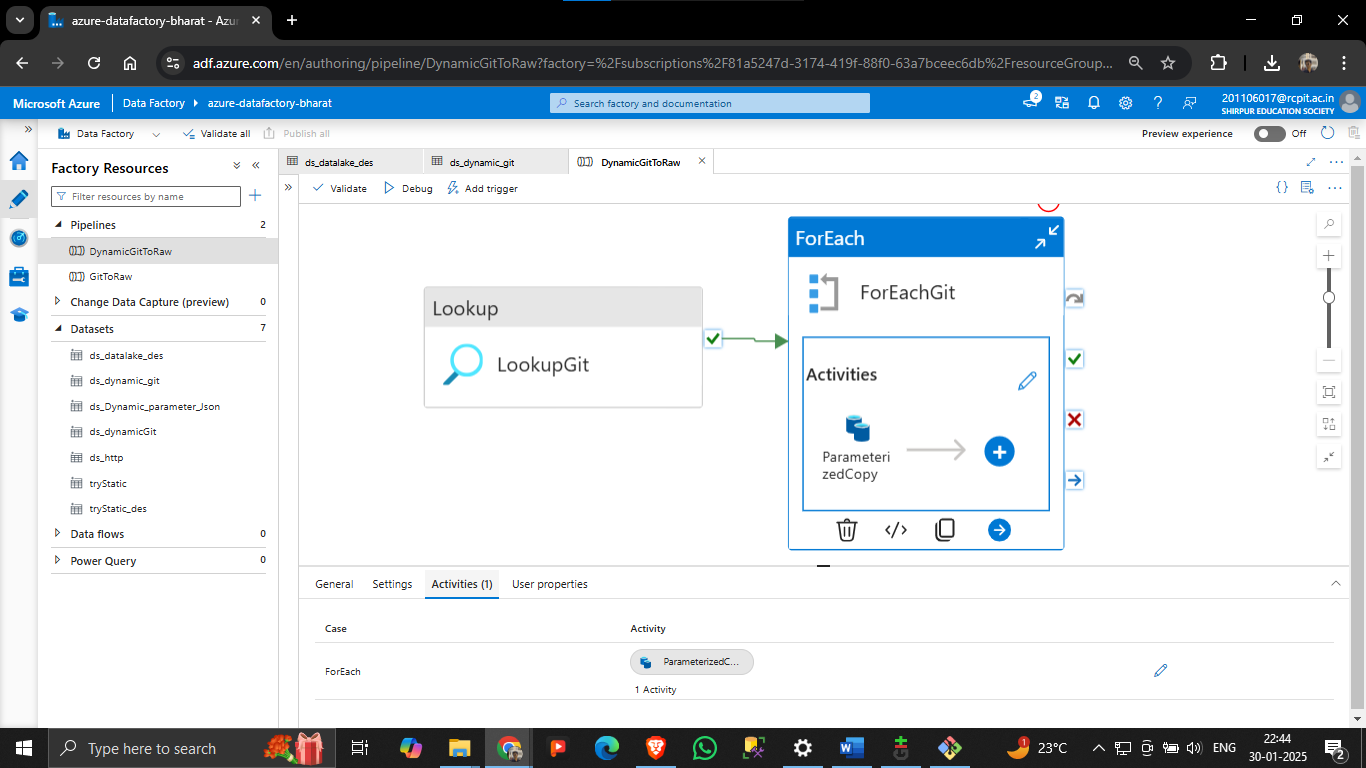 azure-datafactory-bharat - Azu
adf.azure.com/en/authoring/pipeline/DynamicGitToRaw?factory=%2Fsubscriptions%2F81a5247d-3174-419f-88f0-63a7bceec6db%2FresourceGroup...
Microsoft Azure
Data Factory
azure-datafactory-bharat
Search factory and documentation
2
201106017@rcpit.ac.in
SHIRPUR EDUCATION SOCIETY
Data Factory
Validate all
Publish all
Preview experience
Off
Factory Resources
Filter resources by name
Pipelines 2
DynamicGitToRaw
GitToRaw
Change Data Capture (preview) 0
Datasets 7
ds_datalake_des
ds_dynamic_git
ds_Dynamic_parameter_Json
ds_dynamicGit
ds_http
tryStatic
tryStatic_des
Data flows 0
Power Query 0
ds_datalake_des
ds_dynamic_git
DynamicGitToRaw
Validate
Debug
Add trigger
Lookup
LookupGit
ForEach
ForEachGit
Activities
Parameteri
zedCopy
General
Settings
Activities (1)
User properties
Case
Activity
ForEach
ParameterizedC...
1 Activity
Type here to search
1
23°C
ENG
22:44
30-01-2025
2